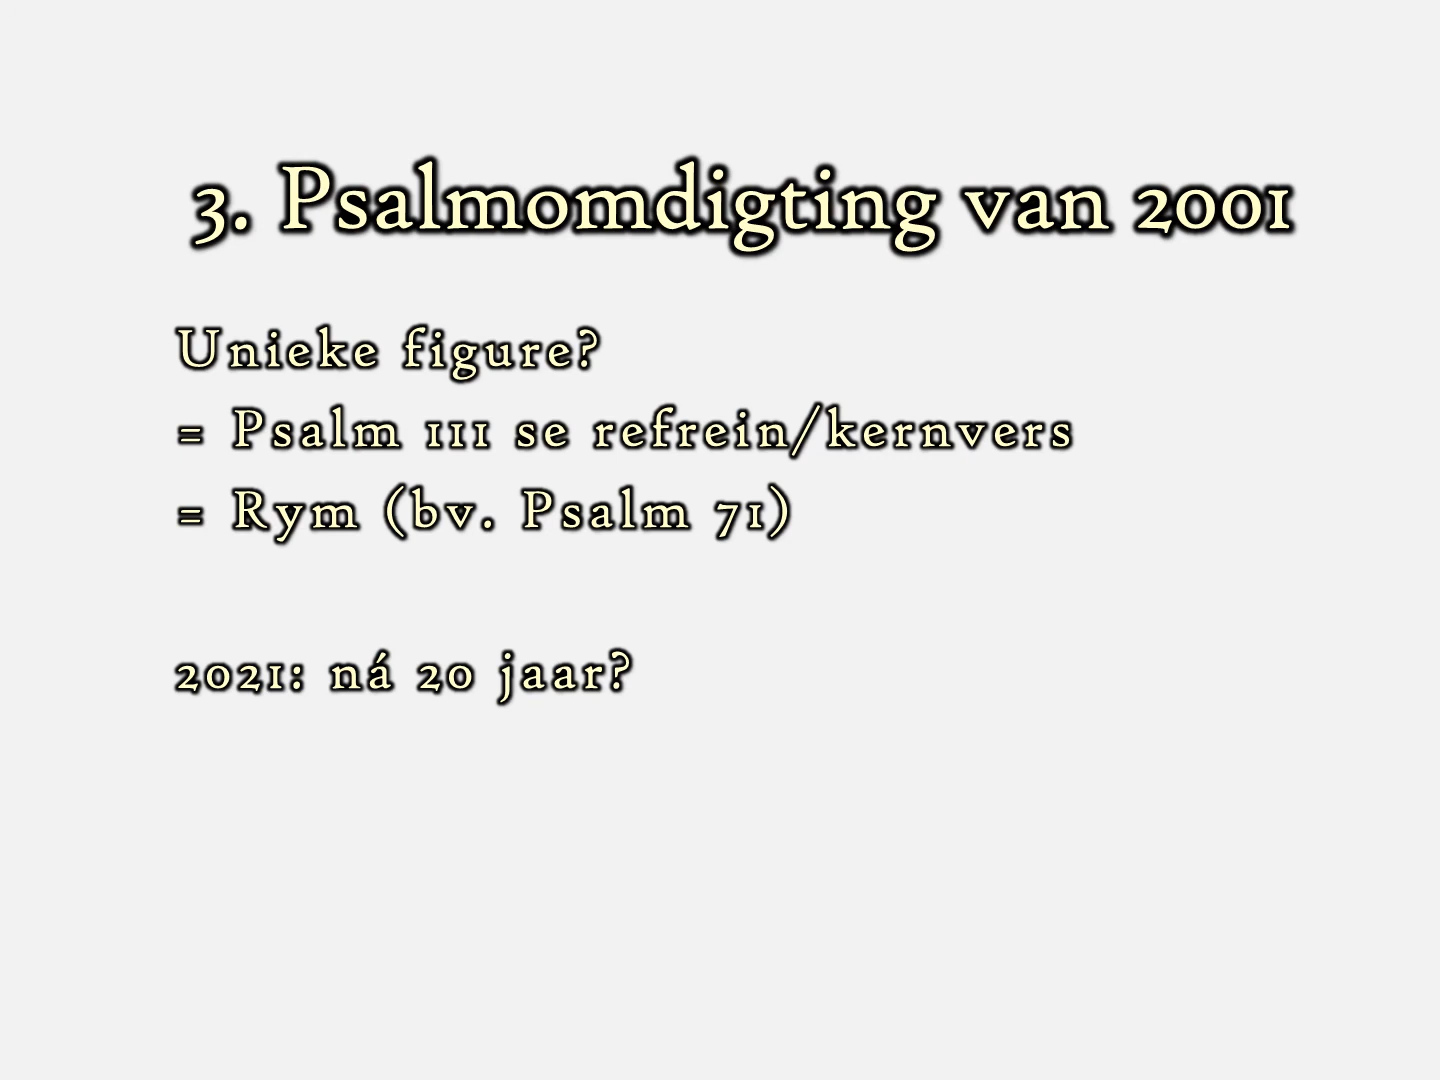 3. Psalmomdigting van 2001
Unieke figure?
= Psalm 111 se refrein/kernvers
= Rym (bv. Psalm 71)
2021: ná 20 jaar?